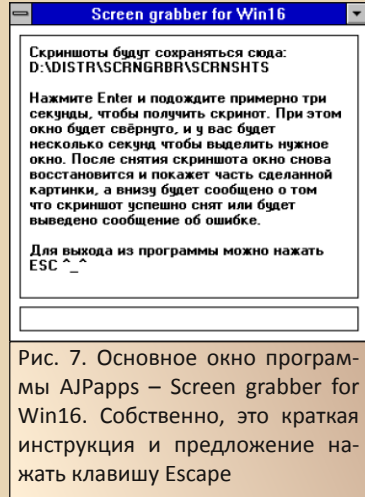 Screen grabber for Win16
Скриншоты будут сохраняться сюда:
D:\DISTR\SCRNGRBR\SCRNSHTS
Нажмите Enter и подождите примерно три
секунды, чтобы получить скринот. При этом
окно будет свёрнуто, и у вас будет
несколько секунд чтобы выделить нужное
окно. После снятия скриншота окно снова
восстановится и покажет часть сделанной
картинки, а внизу будет сообщено о том
что скриншот успешно снят или будет
выведено сообщение об ошибке.
Для выхода из программы можно нажать
ESC ^_^
Рис. 7. Основное окно програм-
мы AJPapps – Screen grabber for
Win16. Собственно, это краткая
инструкция и предложение на-
жать клавишу Escape